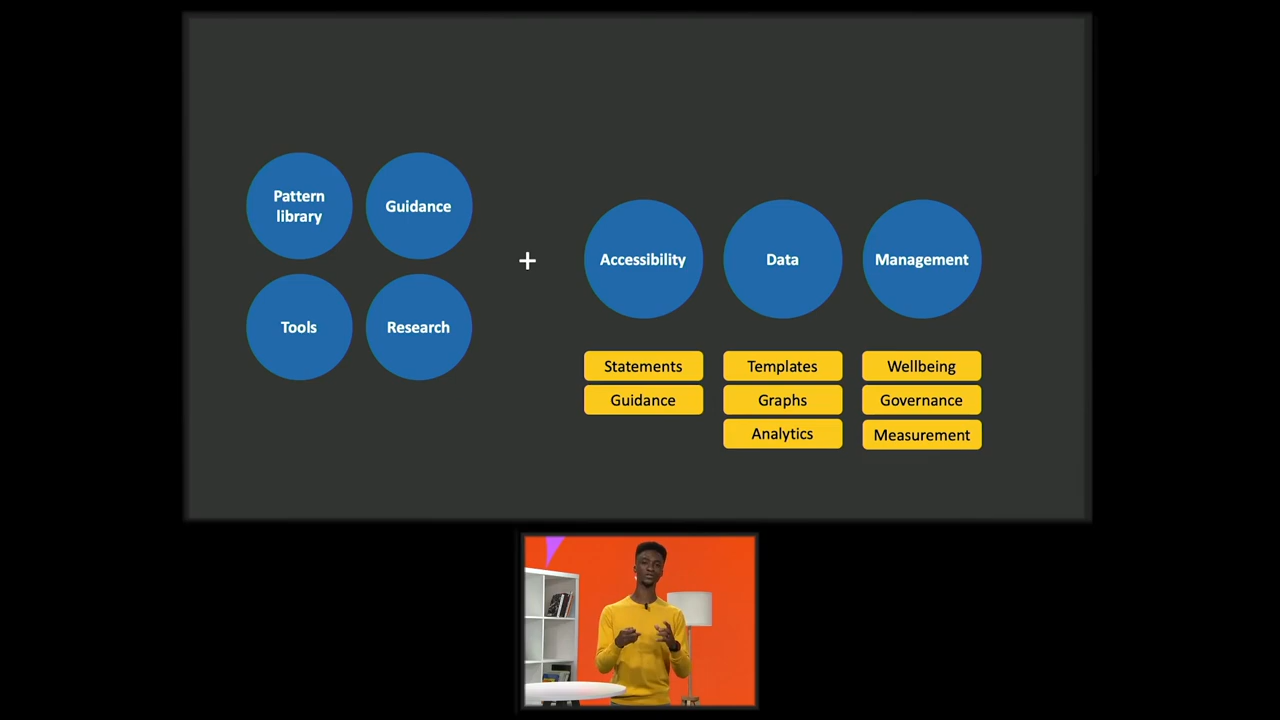 Pattern
library
Guidance
Tools
Research
+
Accessibility
Data
Management
Statements
Guidance
Templates
Graphs
Analytics
Wellbeing
Governance
Measurement